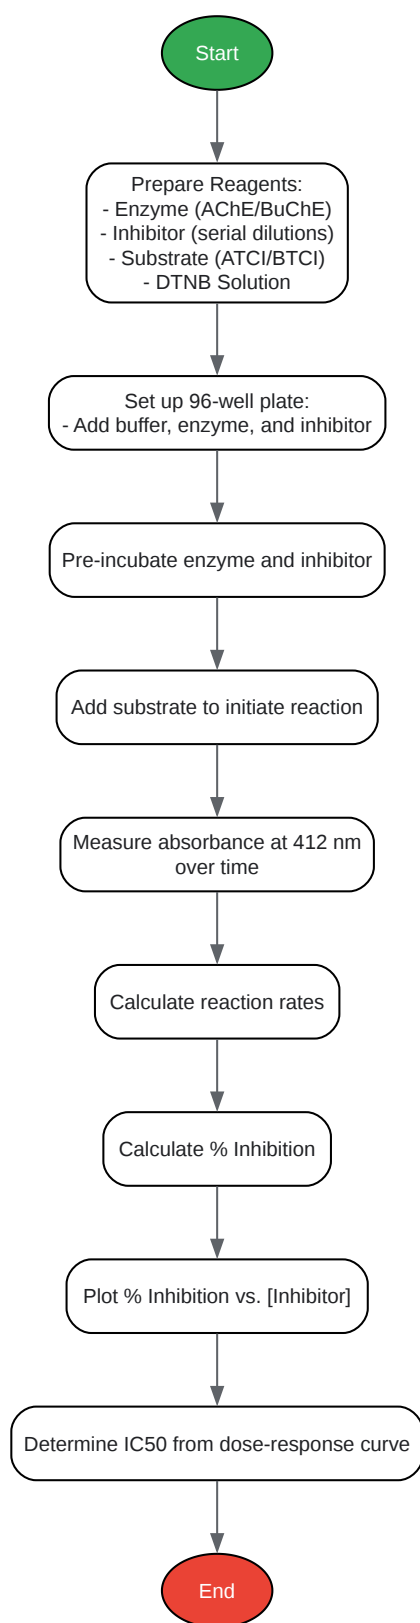 Start
Prepare Reagents:
- Enzyme (AChE/BuChE)
- Inhibitor (serial dilutions)
- Substrate (ATCI/BTCI)
- DTNB Solution
Set up 96-well plate:
- Add buffer, enzyme, and inhibitor
Pre-incubate enzyme and inhibitor
Add substrate to initiate reaction
Measure absorbance at 412 nm
over time
Calculate reaction rates
Calculate % Inhibition
Plot % Inhibition vs. [Inhibitor]
Determine IC50 from dose-response curve
End